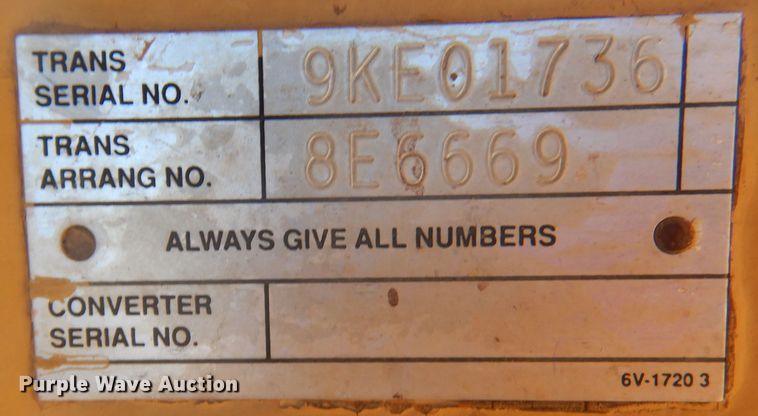 TRANS
SERIAL NO.
9KE01736
TRANS
ARRANG NO.
8E6669
ALWAYS GIVE ALL NUMBERS
CONVERTER
SERIAL NO.
6V-1720 3
Purple Wave Auction